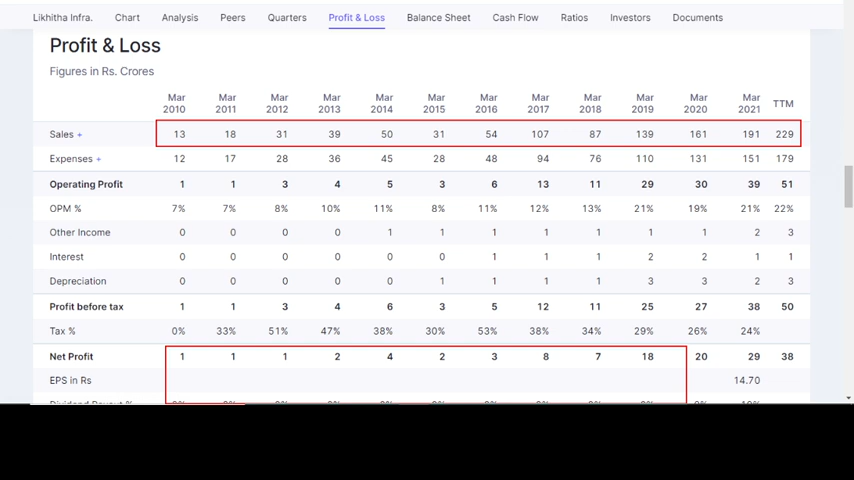 Likhitha Infra. Chart Analysis Peers Quarters Profit & Loss Balance Sheet Cash Flow Ratios Investors Documents
Profit & Loss
Figures in Rs. Crores
Mar 2010 Mar 2011 Mar 2012 Mar 2013 Mar 2014 Mar 2015 Mar 2016 Mar 2017 Mar 2018 Mar 2019 Mar 2020 Mar 2021 TTM
Sales + 13 18 31 39 50 31 54 107 87 139 161 191 229
Expenses + 12 17 28 36 45 28 48 94 76 110 131 151 179
Operating Profit 1 1 3 4 5 3 6 13 11 29 30 39 51
OPM % 7% 7% 8% 10% 11% 8% 11% 12% 13% 21% 19% 21% 22%
Other Income 0 0 0 0 1 1 1 1 1 1 1 2 3
Interest 0 0 0 0 0 0 1 1 1 2 2 1 1
Depreciation 0 0 0 0 0 1 1 1 1 3 3 2 3
Profit before tax 1 1 3 4 6 3 5 12 11 25 27 38 50
Tax % 0% 33% 51% 47% 38% 30% 53% 38% 34% 29% 26% 24%
Net Profit 1 1 1 2 4 2 3 8 7 18 20 29 38
EPS in Rs 14.70